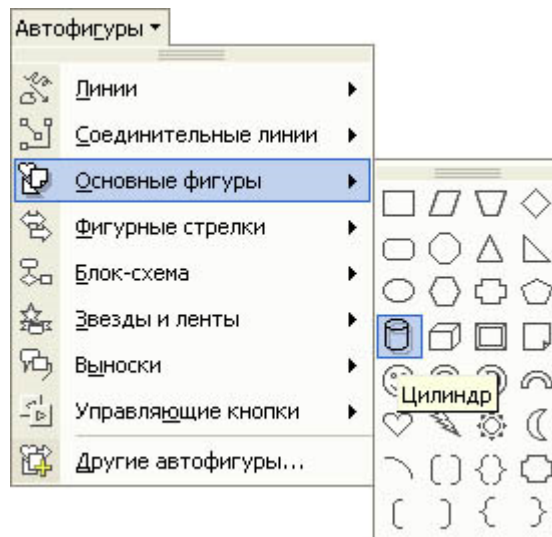 Автофигуры
Линии
Соединительные линии
Основные фигуры
Фигурные стрелки
Блок-схема
Звезды и ленты
Выноски
Управляющие кнопки
Другие автофигуры...
Цилиндр